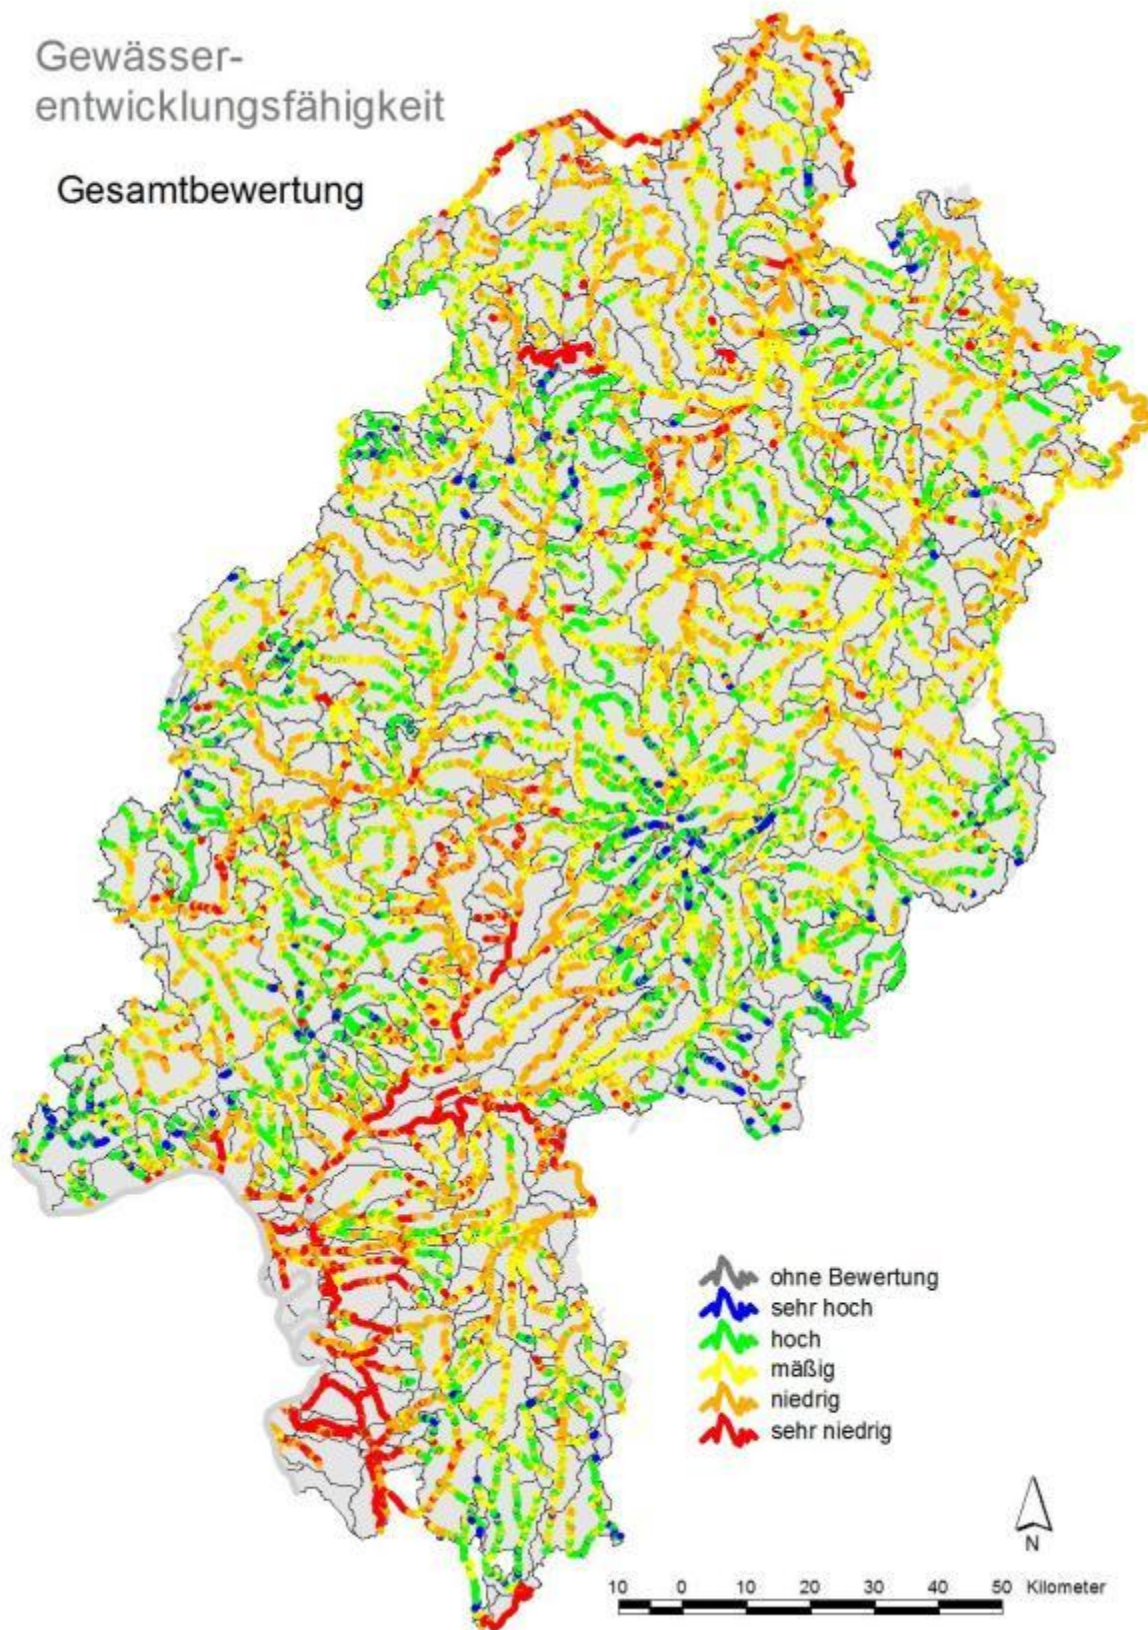 Gewässer-
entwicklungsfähigkeit
Gesamtbewertung
ohne Bewertung
sehr hoch
hoch
mäßig
niedrig
sehr niedrig
N
10 0 10 20 30 40 50 Kilometer